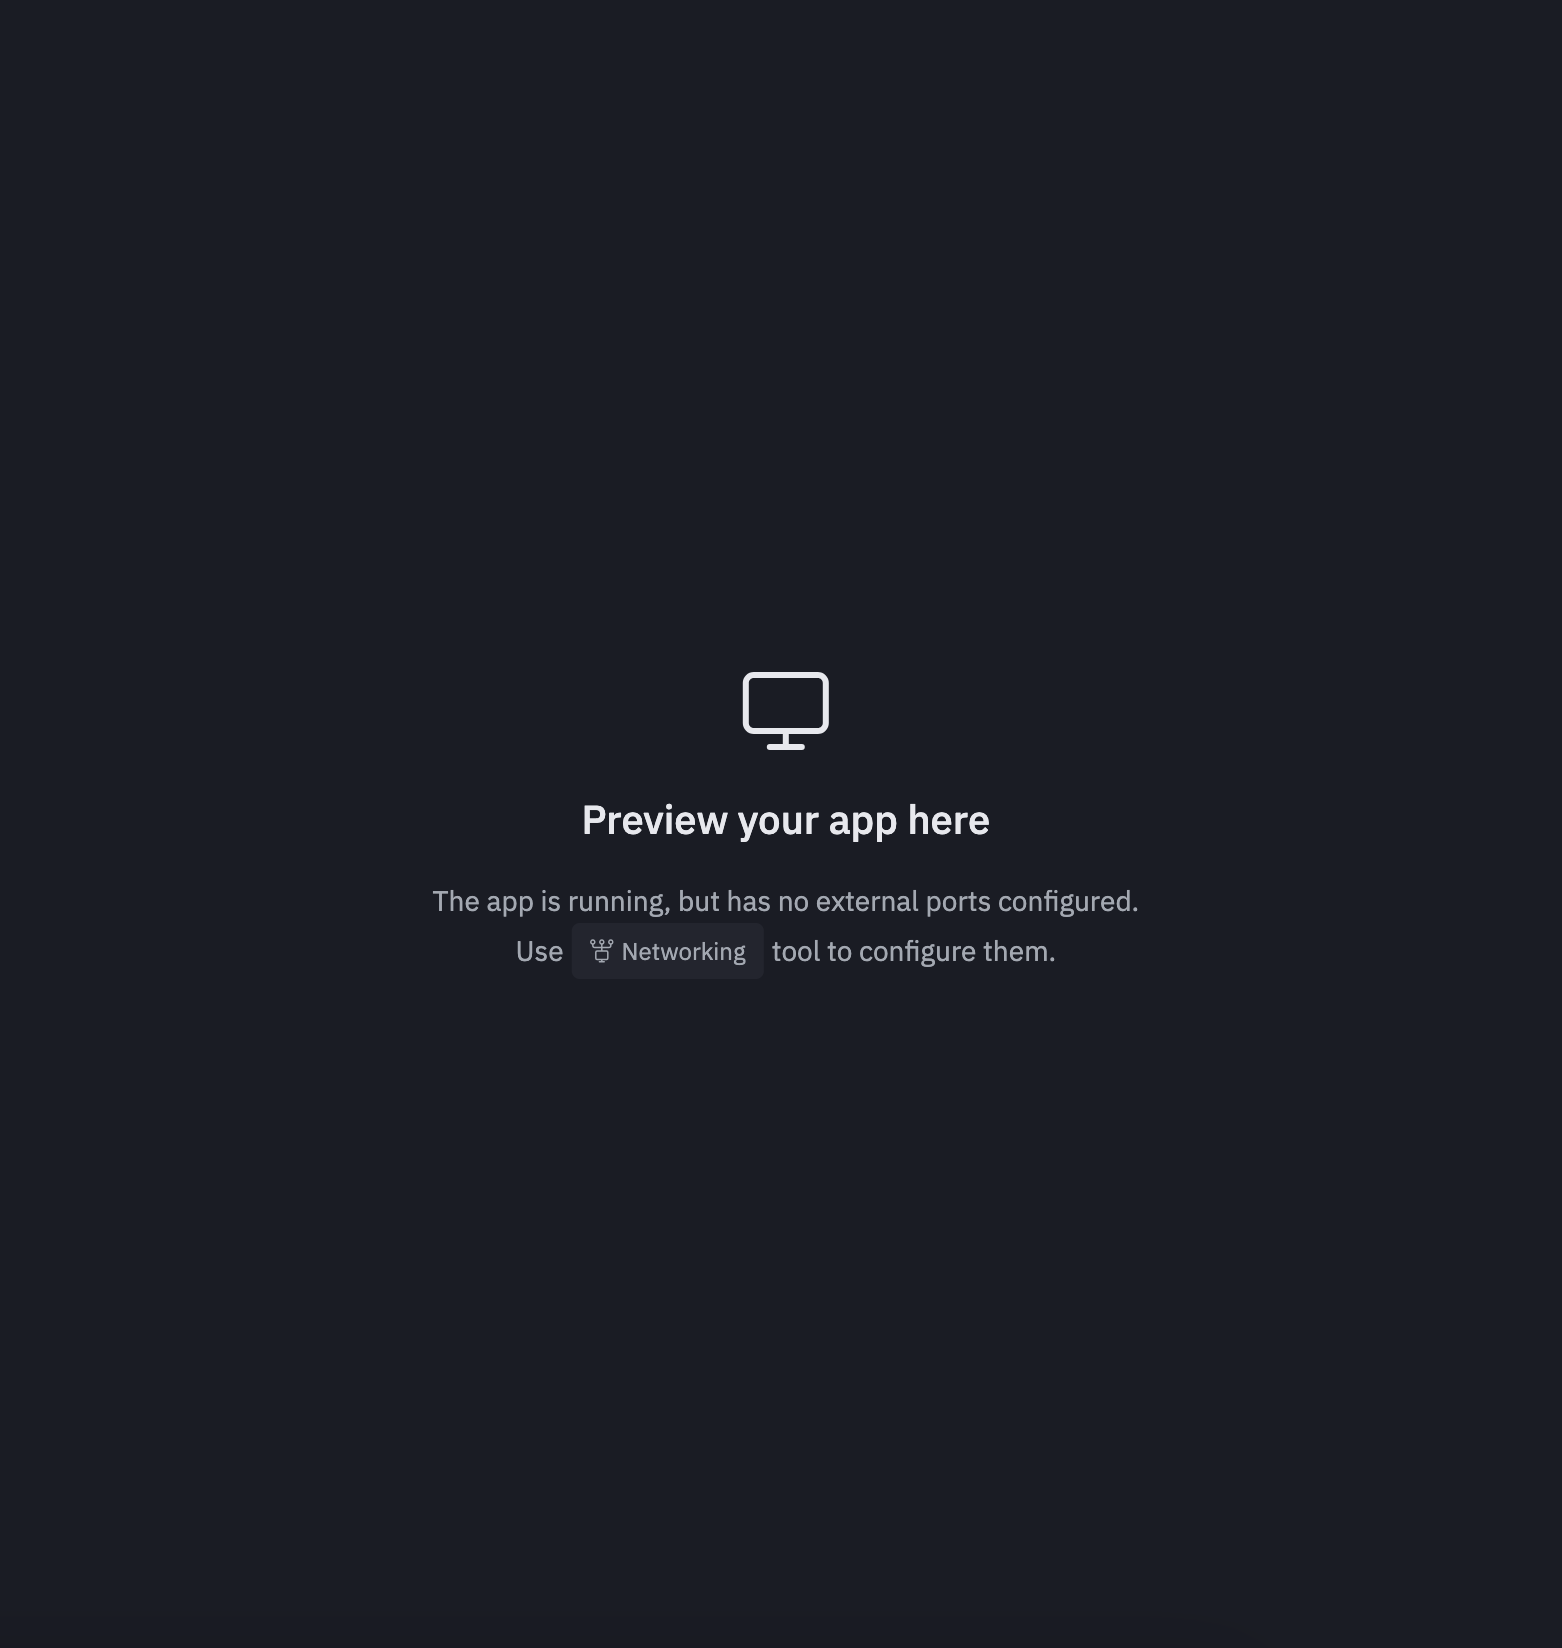 Preview your app here
The app is running, but has no external ports configured.
Use Networking tool to configure them.